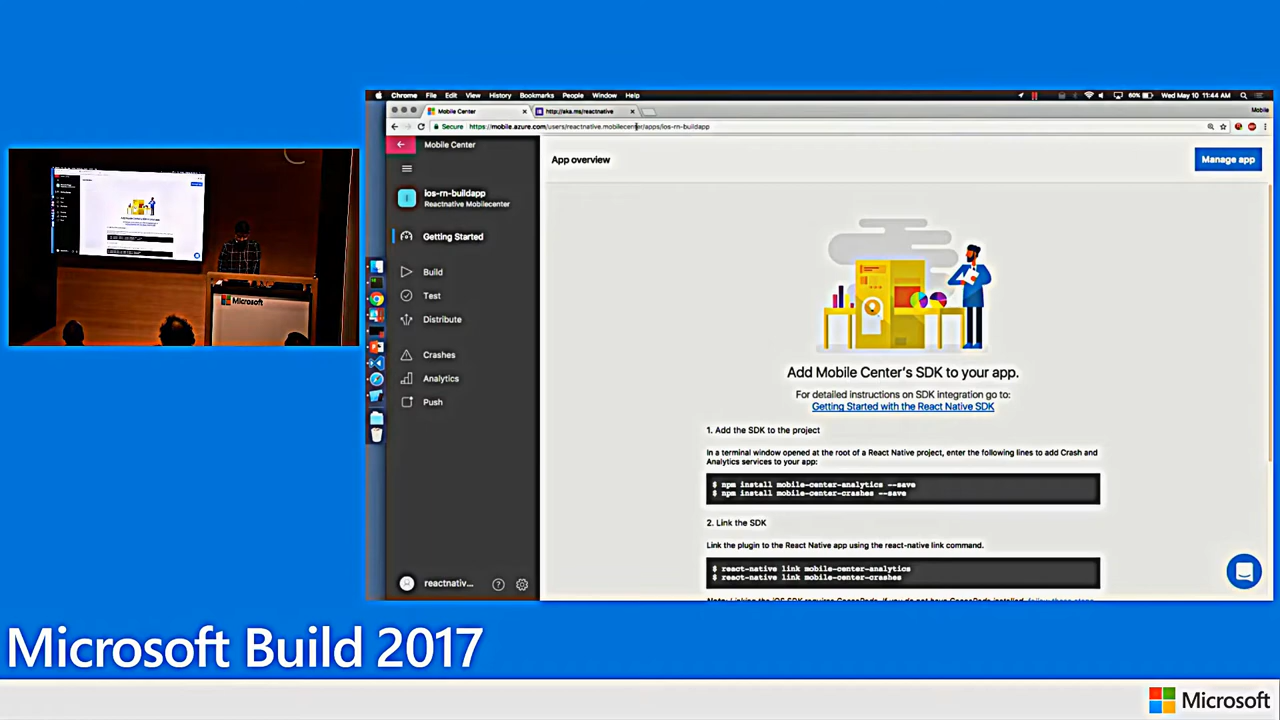 Chrome File Edit View History Bookmarks People Window Help
60% Wed May 10 11:44 AM
Mobile Center
http://aka.ms/reactnative
Mobile
Secure https://mobile.azure.com/users/reactnative.mobilecenter/apps/ios-rn-buildapp
Mobile Center
App overview
Manage app
ios-rn-buildapp
Reactnative Mobilecenter
Getting Started
Build
Test
Distribute
Crashes
Analytics
Push
reactnativ...
Add Mobile Center's SDK to your app.
For detailed instructions on SDK integration go to:
Getting Started with the React Native SDK
1. Add the SDK to the project
In a terminal window opened at the root of a React Native project, enter the following lines to add Crash and
Analytics services to your app:
$ npm install mobile-center-analytics --save
$ npm install mobile-center-crashes --save
2. Link the SDK
Link the plugin to the React Native app using the react-native link command.
$ react-native link mobile-center-analytics
$ react-native link mobile-center-crashes
Microsoft
Microsoft Build 2017
Microsoft